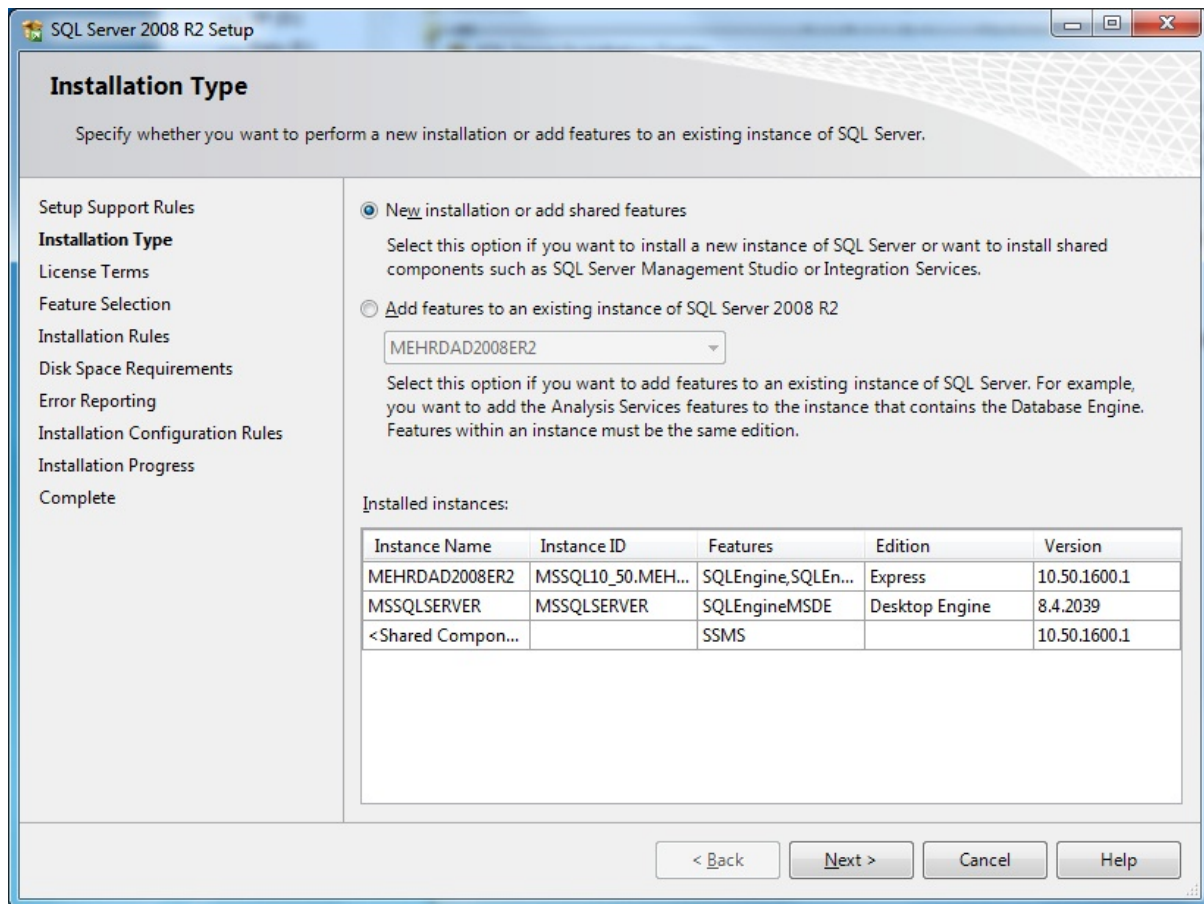 SQL Server 2008 R2 Setup
Installation Type
Specify whether you want to perform a new installation or add features to an existing instance of SQL Server.
Setup Support Rules
Installation Type
License Terms
Feature Selection
Installation Rules
Disk Space Requirements
Error Reporting
Installation Configuration Rules
Installation Progress
Complete
New installation or add shared features
Select this option if you want to install a new instance of SQL Server or want to install shared
components such as SQL Server Management Studio or Integration Services.
Add features to an existing instance of SQL Server 2008 R2
MEHRDAD2008ER2
Select this option if you want to add features to an existing instance of SQL Server. For example,
you want to add the Analysis Services features to the instance that contains the Database Engine.
Features within an instance must be the same edition.
Installed instances:
Instance Name Instance ID Features Edition Version
MEHRDAD2008ER2 MSSQL10_50.MEH... SQLEngine,SQLEn... Express 10.50.1600.1
MSSQLSERVER MSSQLSERVER SQLEngineMSDE Desktop Engine 8.4.2039
<Shared Compon... SSMS 10.50.1600.1
< Back Next > Cancel Help